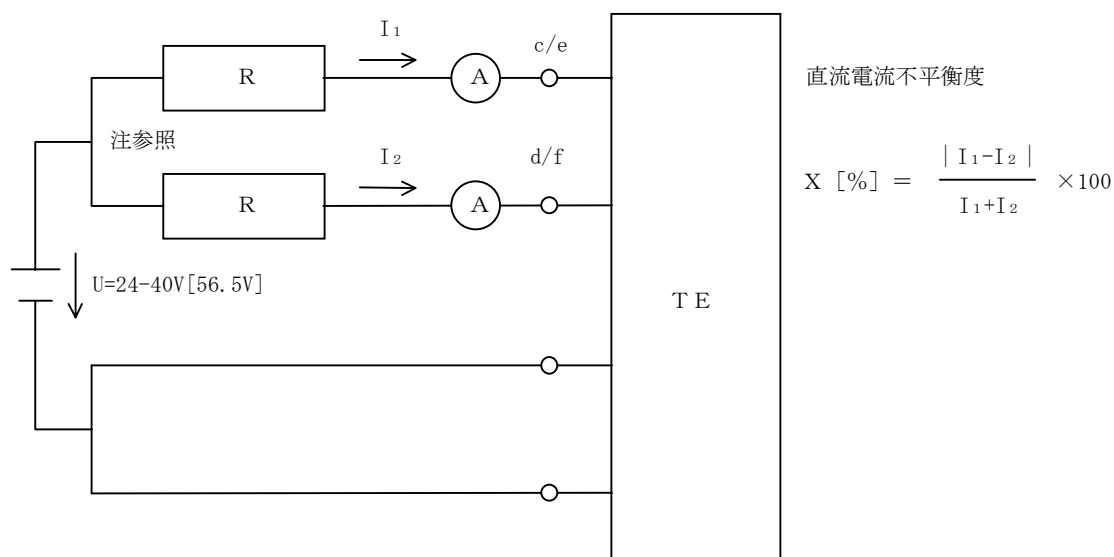 I₁
c/e
R
A
直流電流不平衡度
注参照
I₂
d/f
R
A
X [%] = | I₁-I₂ | / I₁+I₂ ×100
U=24-40V[56.5V]
ＴＥ